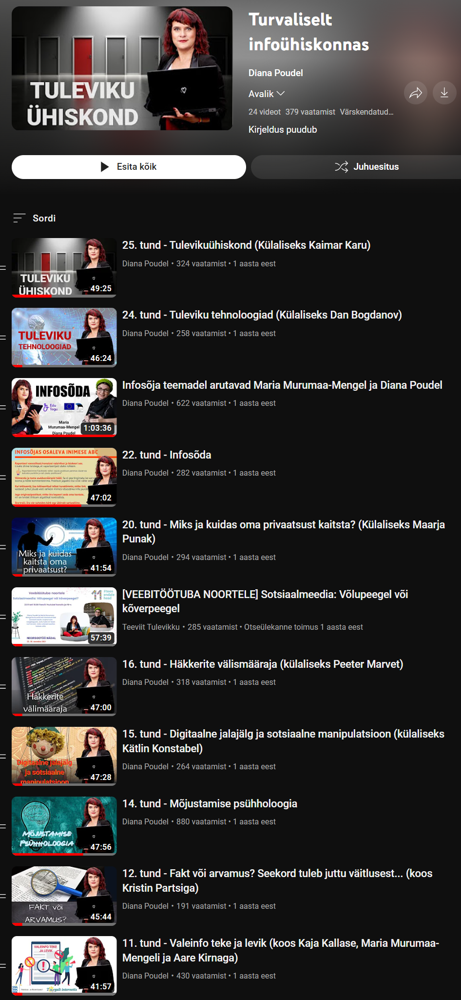 TULEVIKU
ÜHISKOND
Turvaliselt
infoühiskonnas
Diana Poudel
Avalik
24 videot 379 vaatamist Värskendatud...
Kirjeldus puudub
Esita kõik
Juhuesitus
Sordi
TULEVIKU
ÜHISKOND
49:25
25. tund - Tulevikuühiskond (Külaliseks Kaimar Karu)
Diana Poudel • 324 vaatamist • 1 aasta eest
TULEVIKU
TEHNOLOOGIAD
46:24
24. tund - Tuleviku tehnoloogiad (Külaliseks Dan Bogdanov)
Diana Poudel • 258 vaatamist • 1 aasta eest
INFOSÕDA
Edu
Tegu
Maria
Murumaa-Mengel
Diana Poudel
1:03:36
Infosõja teemadel arutavad Maria Murumaa-Mengel ja Diana Poudel
Diana Poudel • 622 vaatamist • 1 aasta eest
INFOSÕJAS OSALEVA INIMESE ABC
47:02
22. tund - Infosõda
Diana Poudel • 282 vaatamist • 1 aasta eest
Miks ja kuidas
kaitsta oma
privaatsust?
41:54
20. tund - Miks ja kuidas oma privaatsust kaitsta? (Külaliseks Maarja
Punak)
Diana Poudel • 294 vaatamist • 1 aasta eest
Veebitöötuba noortele
Sotsiaalmeedia: Võlupeegel või kõverpeegel?
NOORSOOTÖÖ NÄDAL
57:39
[VEEBITÖÖTUBA NOORTELE] Sotsiaalmeedia: Võlupeegel või
kõverpeegel
Teeviit Tulevikku • 285 vaatamist • Otseülekanne toimus 1 aasta eest
Häkkerite
välimääraja
47:00
16. tund - Häkkerite välismääraja (külaliseks Peeter Marvet)
Diana Poudel • 318 vaatamist • 1 aasta eest
Digitaalne jalajälg
ja sotsiaalne
manipulatsioon
47:28
15. tund - Digitaalne jalajälg ja sotsiaalne manipulatsioon (külaliseks
Kätlin Konstabel)
Diana Poudel • 264 vaatamist • 1 aasta eest
MÕJUSTAMISE
PSÜHHOLOOGIA
47:56
14. tund - Mõjustamise psühholoogia
Diana Poudel • 880 vaatamist • 1 aasta eest
FAKT või
ARVAMUS?
45:44
12. tund - Fakt või arvamus? Seekord tuleb juttu väitlusest... (koos
Kristin Partsiga)
Diana Poudel • 191 vaatamist • 1 aasta eest
VALEINFO TEKE
JA LEVIK
Targalt internetis
41:57
11. tund - Valeinfo teke ja levik (koos Kaja Kallase, Maria Murumaa-
Mengeli ja Aare Kirnaga)
Diana Poudel • 430 vaatamist • 1 aasta eest